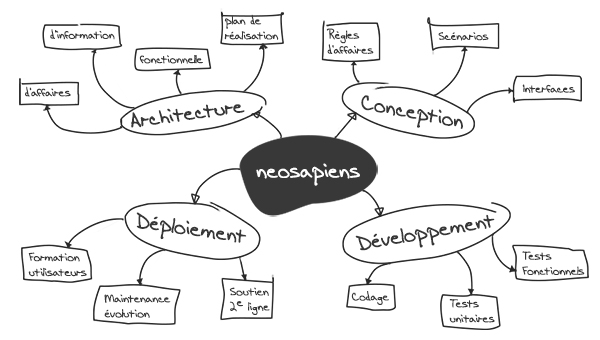 d'information
fonctionnelle
plan de
réalisation
d'affaires
Architecture
Règles
d'affaires
Scénarios
Interfaces
Conception
neosapiens
Déploiement
Formation
utilisateurs
Maintenance
évolution
Soutien
2e ligne
Développement
Codage
Tests
unitaires
Tests
Fonctionnels